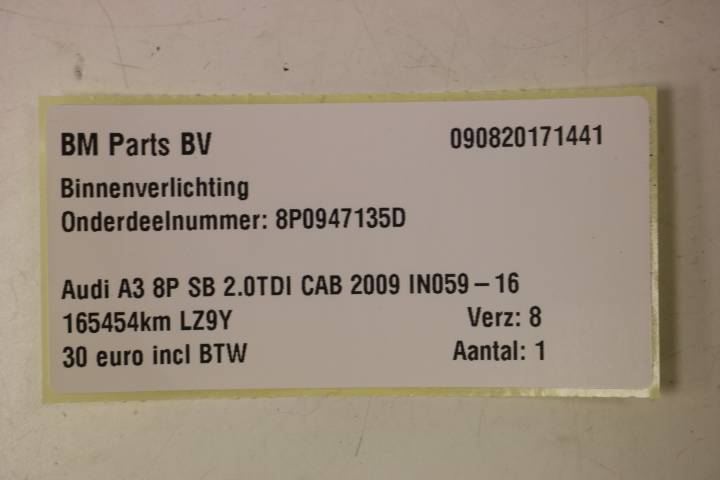 BM Parts BV 090820171441
Binnenverlichting
Onderdeelnummer: 8P0947135D
Audi A3 8P SB 2.0TDI CAB 2009 IN059 – 16
165454km LZ9Y Verz: 8
30 euro incl BTW Aantal: 1